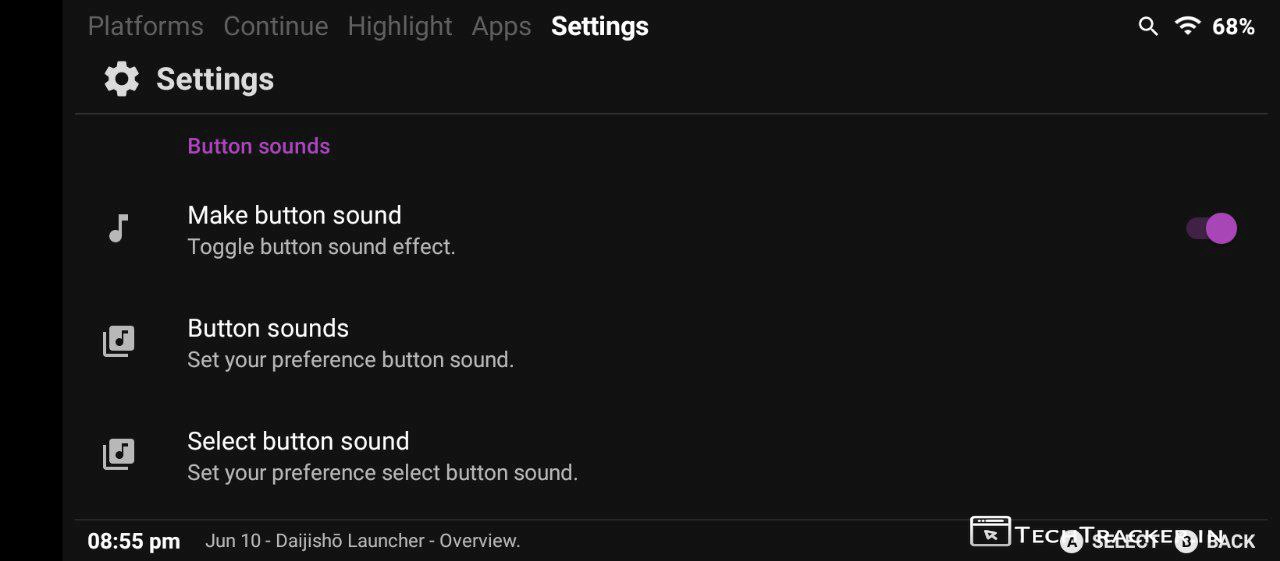 Platforms Continue Highlight Apps Settings 68%
Settings
Button sounds
Make button sound
Toggle button sound effect.
Button sounds
Set your preference button sound.
Select button sound
Set your preference select button sound.
08:55 pm Jun 10 - Daijishō Launcher - Overview.
TechTracker.in
A SELECT B BACK